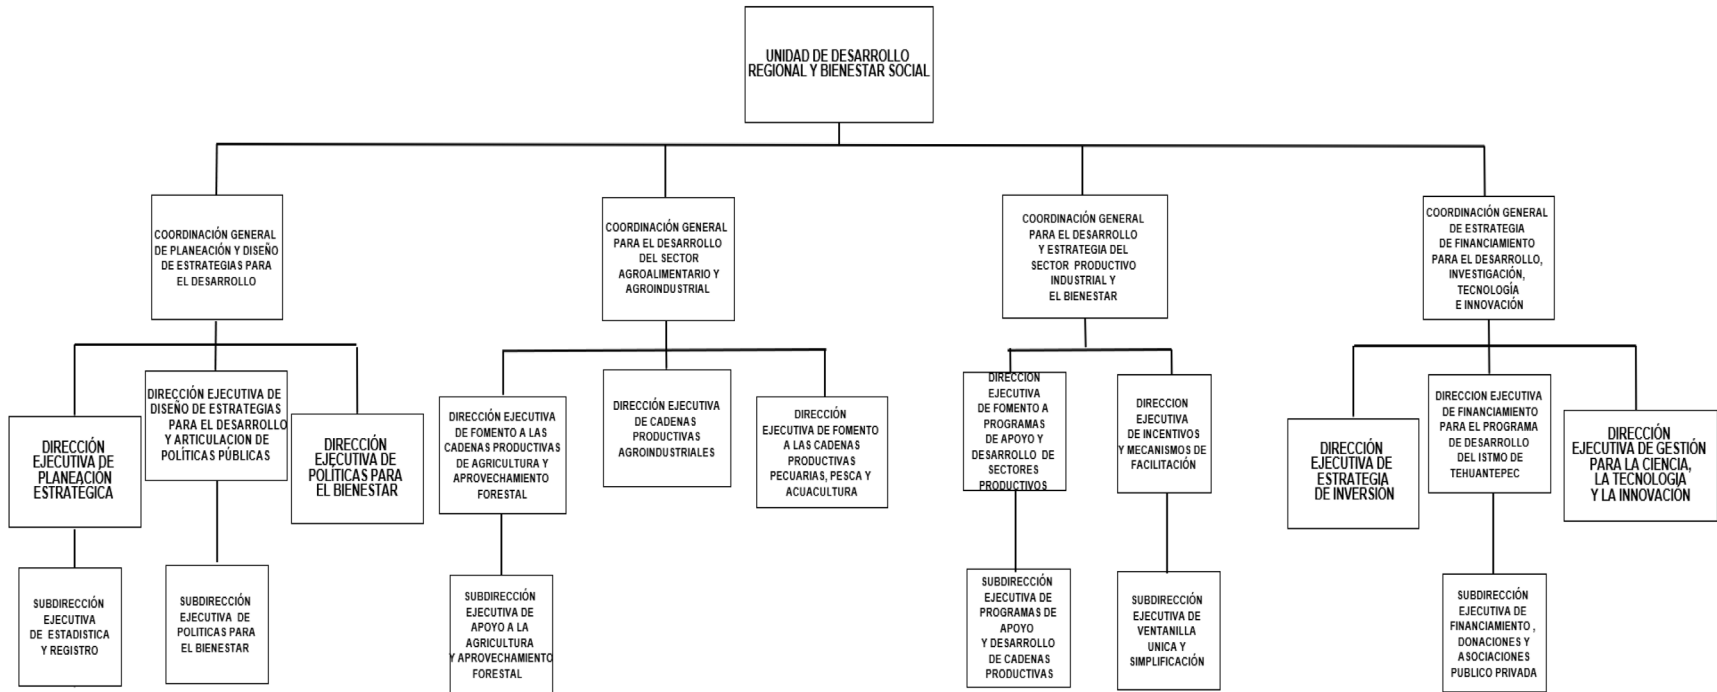 UNIDAD DE DESARROLLO
REGIONAL Y BIENESTAR SOCIAL
COORDINACIÓN GENERAL
DE PLANEACIÓN Y DISEÑO
DE ESTRATEGIAS PARA
EL DESARROLLO
COORDINACIÓN GENERAL
PARA EL DESARROLLO
DEL SECTOR
AGROALIMENTARIO Y
AGROINDUSTRIAL
COORDINACIÓN GENERAL
PARA EL DESARROLLO
Y ESTRATEGIA DEL
SECTOR PRODUCTIVO
INDUSTRIAL Y
EL BIENESTAR
COORDINACIÓN GENERAL
DE ESTRATEGIA
DE FINANCIAMIENTO
PARA EL DESARROLLO,
INVESTIGACIÓN,
TECNOLOGÍA
E INNOVACIÓN
DIRECCIÓN
EJECUTIVA DE
PLANEACIÓN
ESTRATÉGICA
DIRECCIÓN EJECUTIVA DE
DISEÑO DE ESTRATEGIAS
PARA EL DESARROLLO
Y ARTICULACION DE
POLÍTICAS PÚBLICAS
DIRECCIÓN
EJECUTIVA DE
POLÍTICAS PARA
EL BIENESTAR
DIRECCIÓN EJECUTIVA
DE FOMENTO A LAS
CADENAS PRODUCTIVAS
DE AGRICULTURA Y
APROVECHAMIENTO
FORESTAL
DIRECCIÓN EJECUTIVA
DE CADENAS
PRODUCTIVAS
AGROINDUSTRIALES
DIRECCIÓN
EJECUTIVA DE FOMENTO
A LAS CADENAS
PRODUCTIVAS
PECUARIAS, PESCA Y
ACUACULTURA
DIRECCION
EJECUTIVA
DE FOMENTO A
PROGRAMAS
DE APOYO Y
DESARROLLO DE
SECTORES
PRODUCTIVOS
DIRECCION
EJECUTIVA
DE INCENTIVOS
Y MECANISMOS DE
FACILITACIÓN
DIRECCIÓN
EJECUTIVA DE
ESTRATEGIA
DE INVERSIÓN
DIRECCION EJECUTIVA
DE FINANCIAMIENTO
PARA EL PROGRAMA
DE DESARROLLO
DEL ISTMO DE
TEHUANTEPEC
DIRECCIÓN
EJECUTIVA DE GESTIÓN
PARA LA CIENCIA,
LA TECNOLOGÍA
Y LA INNOVACIÓN
SUBDIRECCIÓN
EJECUTIVA
DE ESTADISTICA
Y REGISTRO
SUBDIRECCIÓN
EJECUTIVA DE
POLITICAS PARA
EL BIENESTAR
SUBDIRECCIÓN
EJECUTIVA DE
APOYO A LA
AGRICULTURA
Y APROVECHAMIENTO
FORESTAL
SUBDIRECCIÓN
EJECUTIVA DE
PROGRAMAS DE
APOYO
Y DESARROLLO
DE CADENAS
PRODUCTIVAS
SUBDIRECCIÓN
EJECUTIVA DE
VENTANILLA
UNICA Y
SIMPLIFICACIÓN
SUBDIRECCIÓN
EJECUTIVA DE
FINANCIAMIENTO ,
DONACIONES Y
ASOCIACIONES
PUBLICO PRIVADA